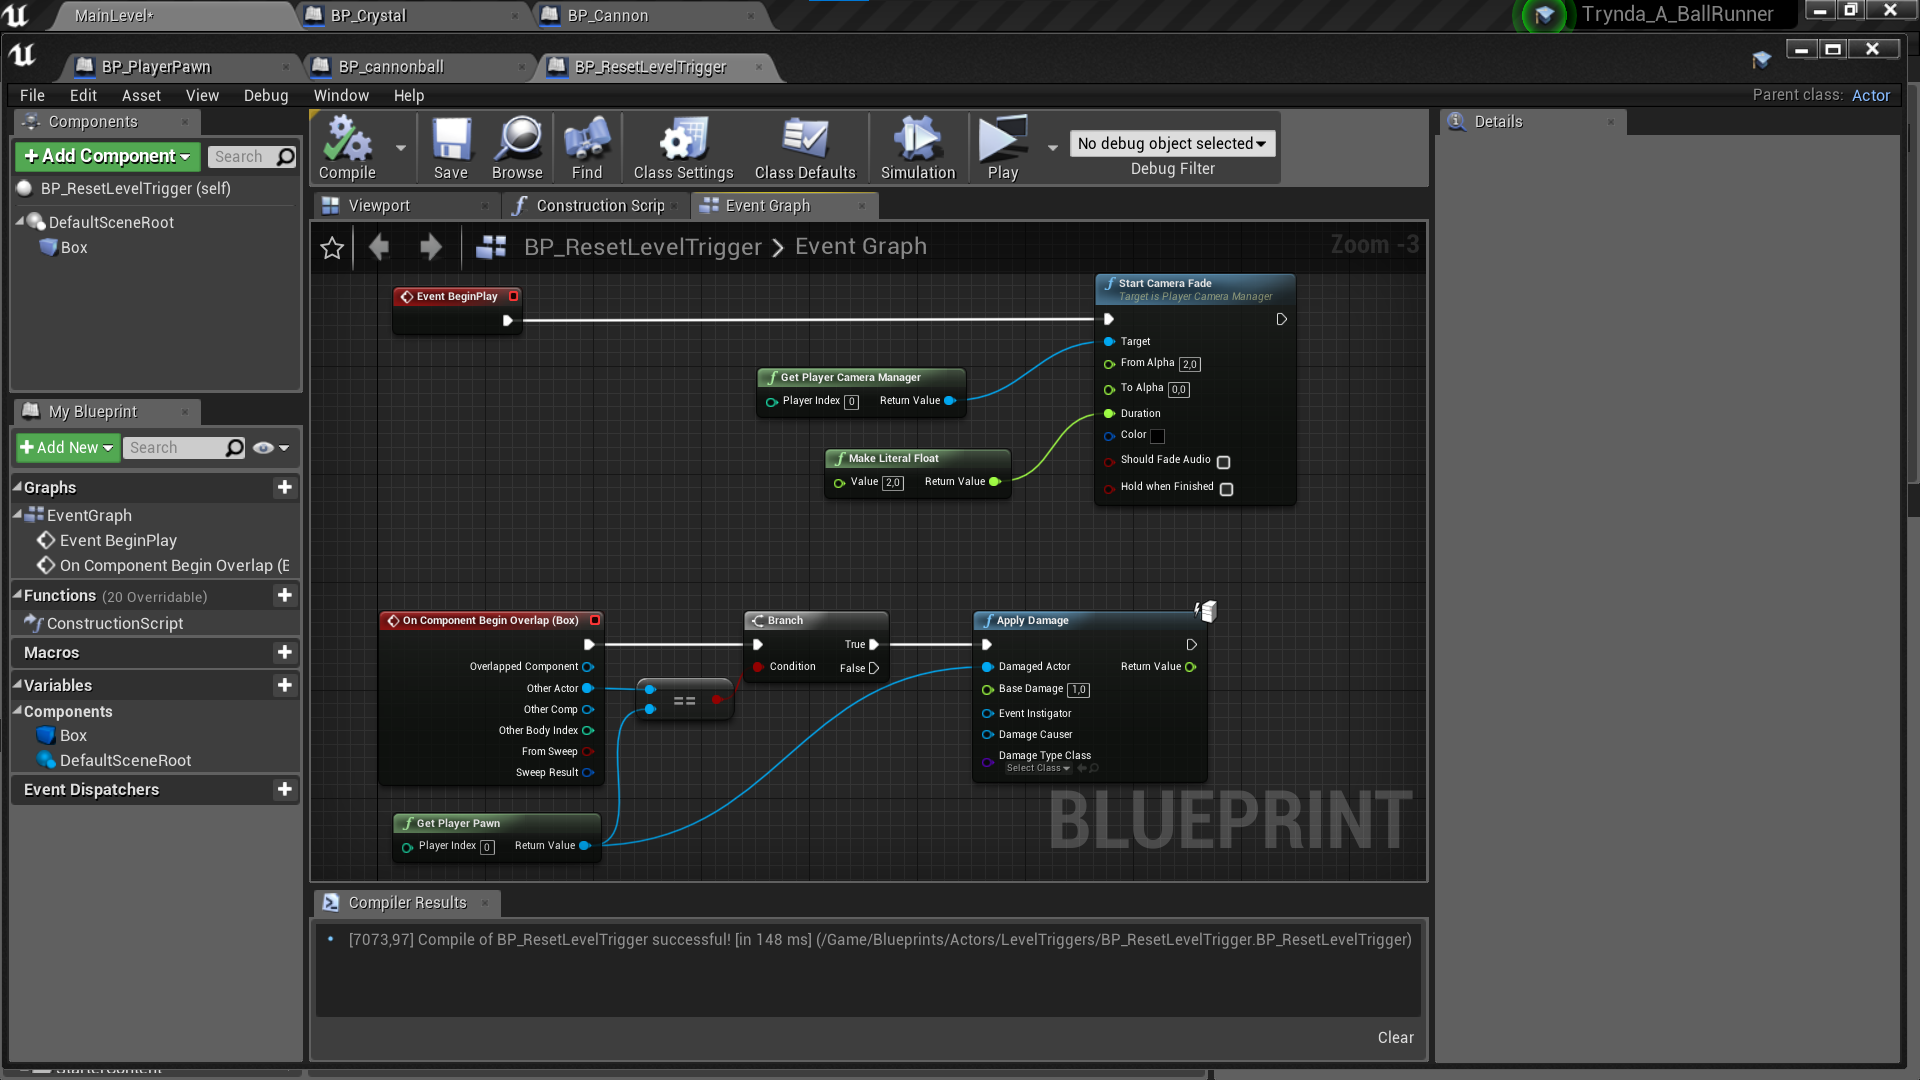 MainLevel*
BP_Crystal
BP_Cannon
Trynda_A_BallRunner
BP_PlayerPawn
BP_cannonball
BP_ResetLevelTrigger
File Edit Asset View Debug Window Help
Parent class: Actor
Components
+ Add Component
Search
BP_ResetLevelTrigger (self)
DefaultSceneRoot
Box
Compile
Save
Browse
Find
Class Settings
Class Defaults
Simulation
Play
No debug object selected
Debug Filter
Details
Viewport
Construction Scrip
Event Graph
BP_ResetLevelTrigger > Event Graph
Zoom -3
My Blueprint
+ Add New
Search
Graphs
EventGraph
Event BeginPlay
On Component Begin Overlap (E
Functions (20 Overridable)
ConstructionScript
Macros
Variables
Components
Box
DefaultSceneRoot
Event Dispatchers
Event BeginPlay
Start Camera Fade
Target is Player Camera Manager
Target
From Alpha 2,0
To Alpha 0,0
Duration
Color
Should Fade Audio
Hold when Finished
Get Player Camera Manager
Player Index 0 Return Value
Make Literal Float
Value 2,0 Return Value
On Component Begin Overlap (Box)
Overlapped Component
Other Actor
Other Comp
Other Body Index
From Sweep
Sweep Result
==
Branch
True
Condition False
Apply Damage
Damaged Actor Return Value
Base Damage 1,0
Event Instigator
Damage Causer
Damage Type Class
Select Class
Get Player Pawn
Player Index 0 Return Value
BLUEPRINT
Compiler Results
[7073,97] Compile of BP_ResetLevelTrigger successful! [in 148 ms] (/Game/Blueprints/Actors/LevelTriggers/BP_ResetLevelTrigger.BP_ResetLevelTrigger)
Clear